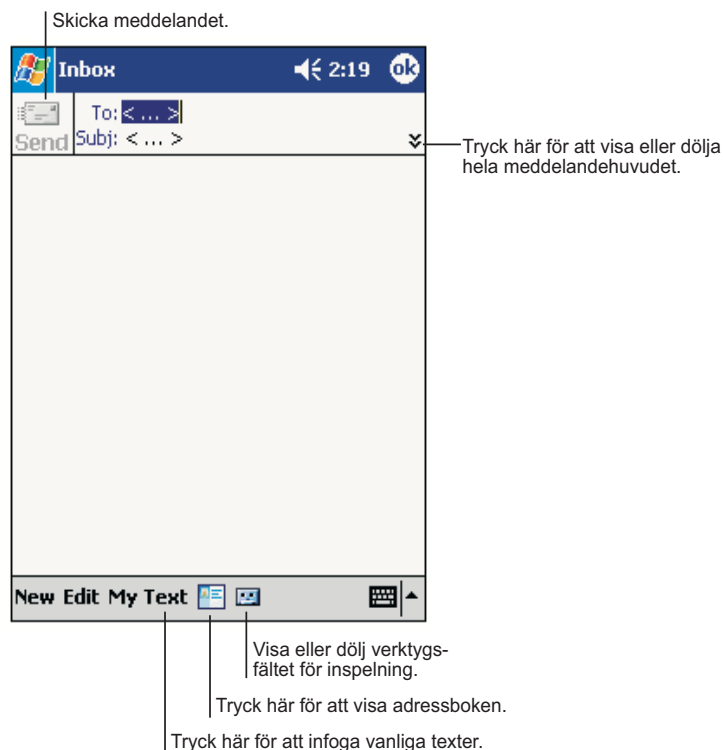 Skicka meddelandet.
Inbox 2:19 ok
To: < ... >
Send
Subj: < ... >
Tryck här för att visa eller dölja
hela meddelandehuvudet.
New Edit My Text
Visa eller dölj verktygs-
fältet för inspelning.
Tryck här för att visa adressboken.
Tryck här för att infoga vanliga texter.